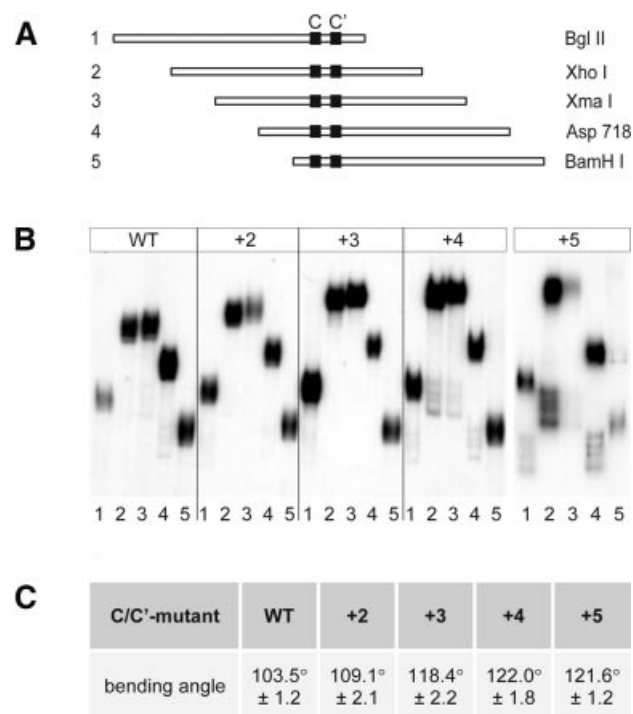 A
C C'
1 Bgl II
2 Xho I
3 Xma I
4 Asp 718
5 BamH I
B
WT +2 +3 +4 +5
1 2 3 4 5 1 2 3 4 5 1 2 3 4 5 1 2 3 4 5 1 2 3 4 5
C
C/C'-mutant WT +2 +3 +4 +5
bending angle 103.5° 109.1° 118.4° 122.0° 121.6°
± 1.2 ± 2.1 ± 2.2 ± 1.8 ± 1.2